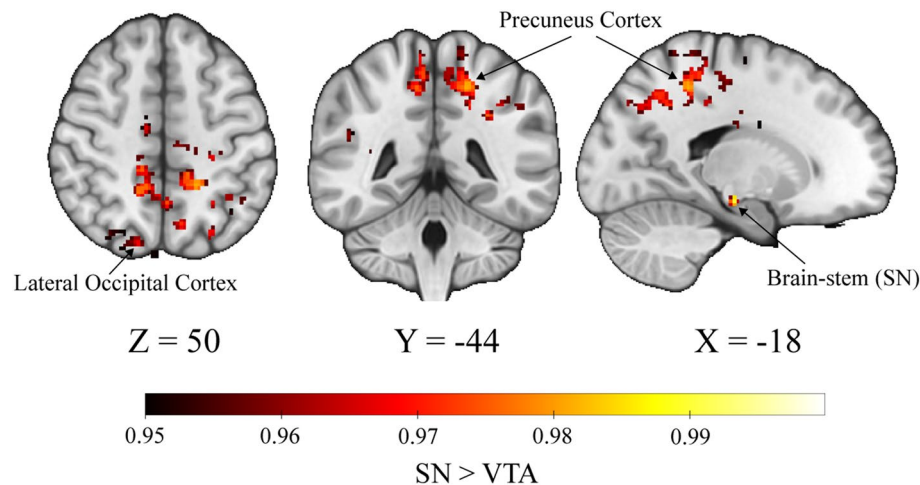 Precuneus Cortex
Lateral Occipital Cortex
Brain-stem (SN)
Z = 50
Y = -44
X = -18
0.95
0.96
0.97
0.98
0.99
SN > VTA